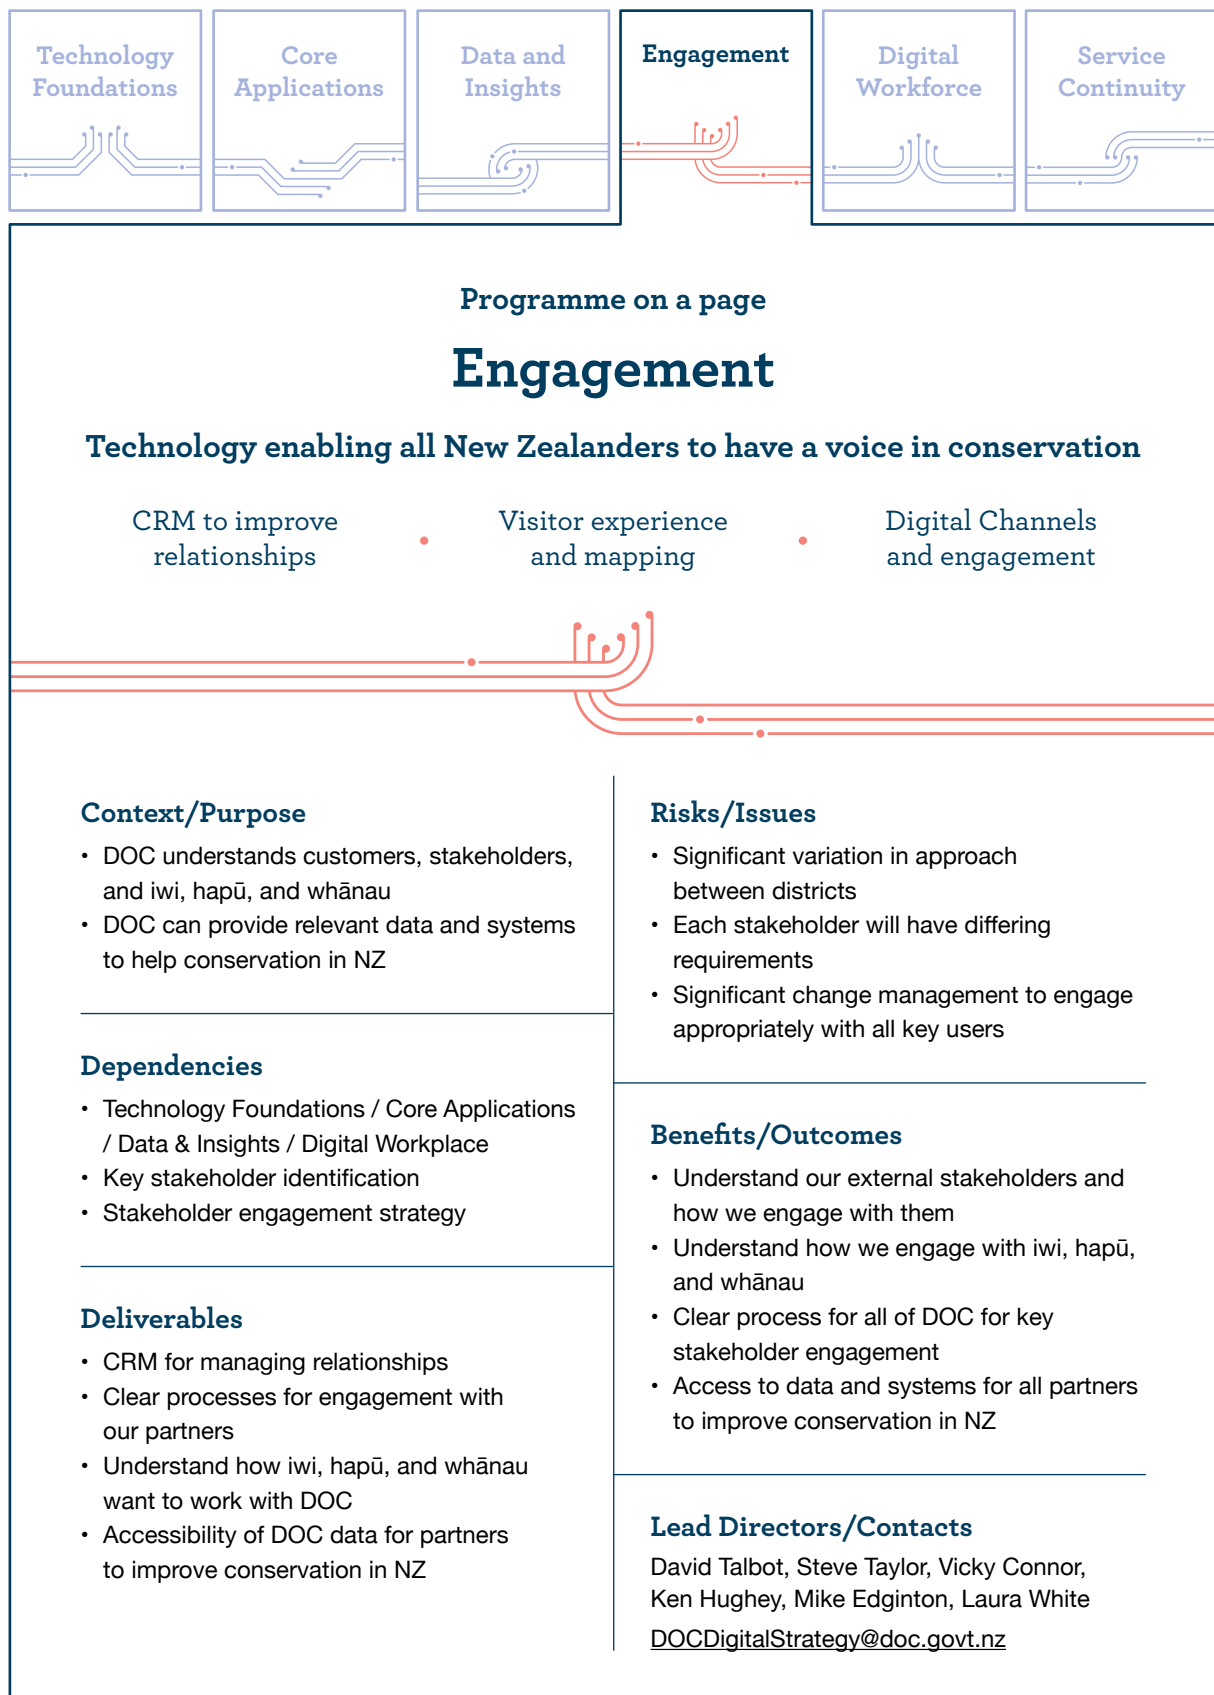 Technology
Foundations
Core
Applications
Data and
Insights
Engagement
Digital
Workforce
Service
Continuity
Programme on a page
Engagement
Technology enabling all New Zealanders to have a voice in conservation
CRM to improve
relationships
Visitor experience
and mapping
Digital Channels
and engagement
Context/Purpose
• DOC understands customers, stakeholders,
and iwi, hapū, and whānau
• DOC can provide relevant data and systems
to help conservation in NZ
Dependencies
• Technology Foundations / Core Applications
/ Data & Insights / Digital Workplace
• Key stakeholder identification
• Stakeholder engagement strategy
Deliverables
• CRM for managing relationships
• Clear processes for engagement with
our partners
• Understand how iwi, hapū, and whānau
want to work with DOC
• Accessibility of DOC data for partners
to improve conservation in NZ
Risks/Issues
• Significant variation in approach
between districts
• Each stakeholder will have differing
requirements
• Significant change management to engage
appropriately with all key users
Benefits/Outcomes
• Understand our external stakeholders and
how we engage with them
• Understand how we engage with iwi, hapū,
and whānau
• Clear process for all of DOC for key
stakeholder engagement
• Access to data and systems for all partners
to improve conservation in NZ
Lead Directors/Contacts
David Talbot, Steve Taylor, Vicky Connor,
Ken Hughey, Mike Edginton, Laura White
DOCDigitalStrategy@doc.govt.nz